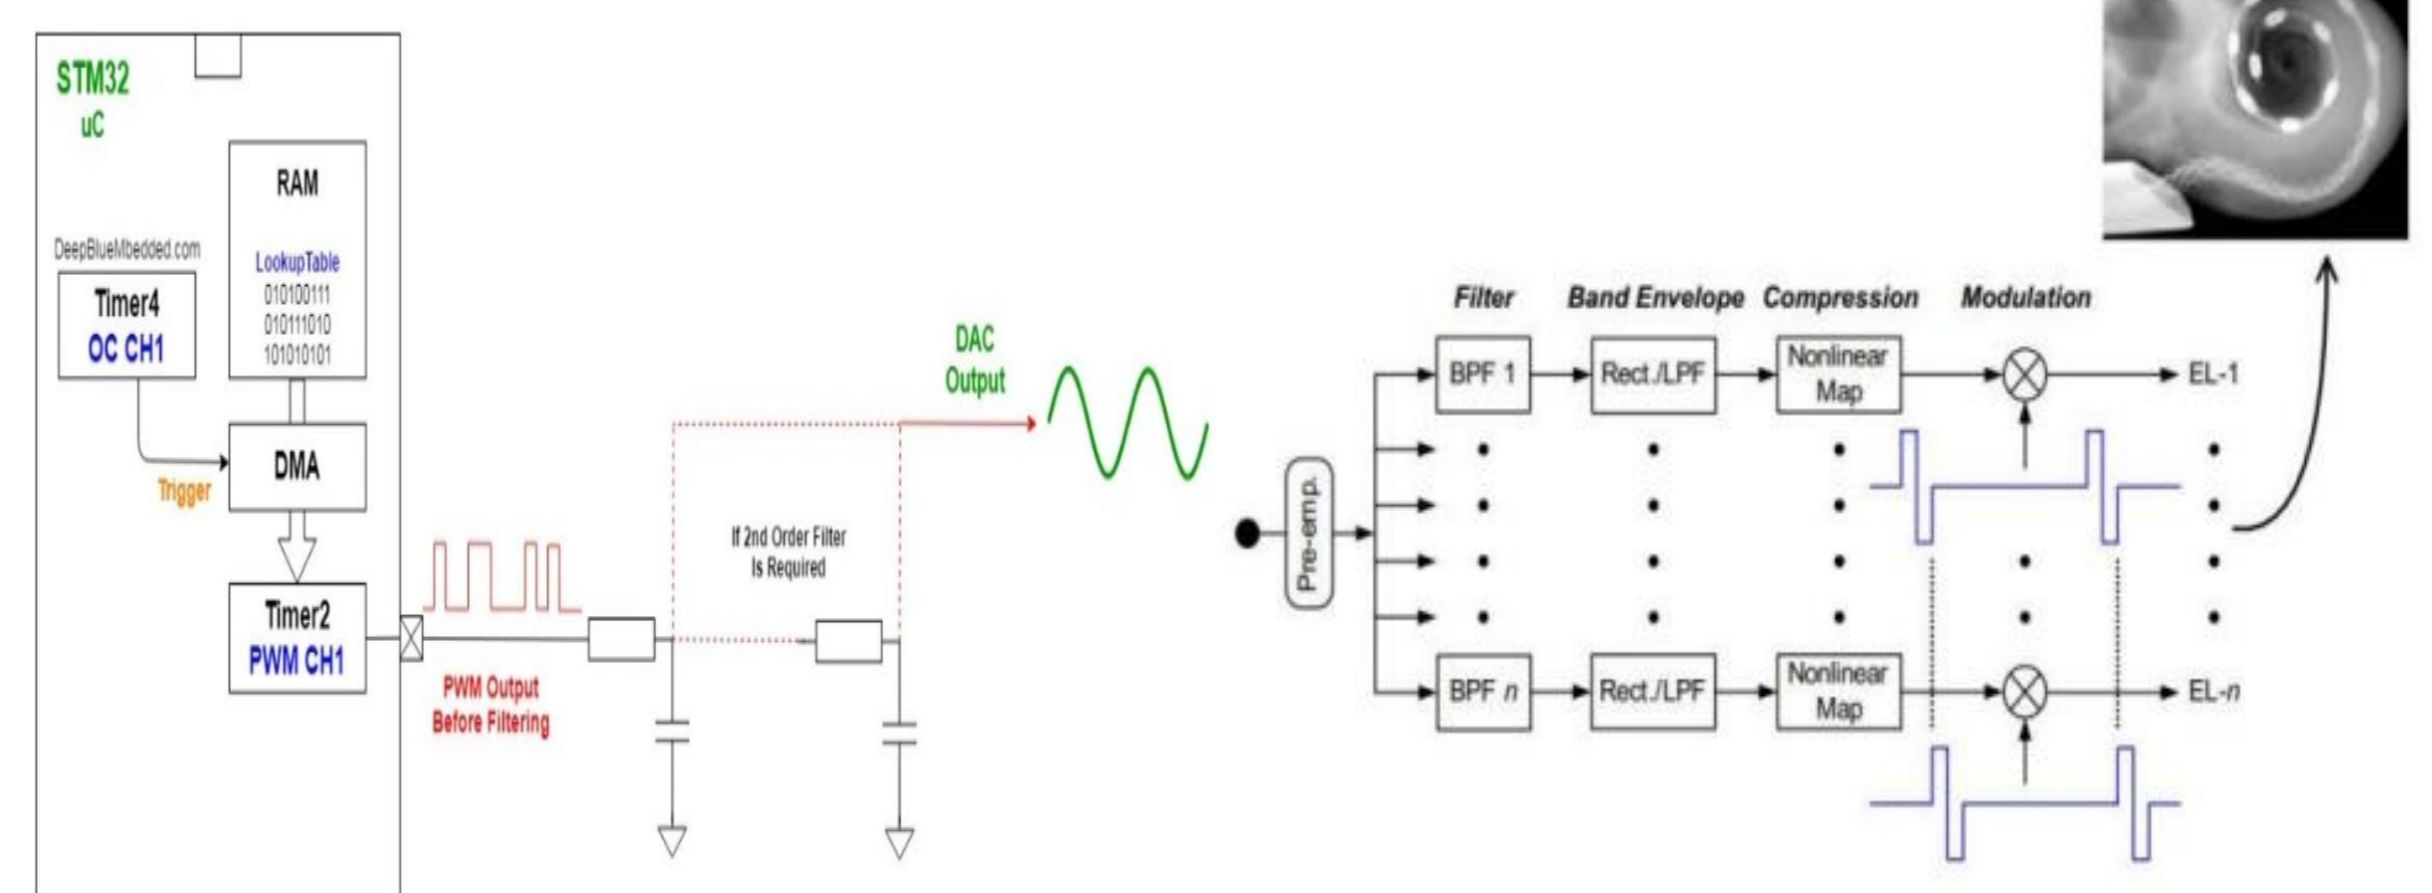 STM32
uC
RAM
LookupTable
010100111
010111010
101010101
DeepBlueMbedded.com
Timer4
OC CH1
DMA
Trigger
Timer2
PWM CH1
PWM Output
Before Filtering
If 2nd Order Filter
Is Required
DAC
Output
Filter Band Envelope Compression Modulation
Pre-emp.
BPF 1
Rect./LPF
Nonlinear
Map
EL-1
BPF n
Rect./LPF
Nonlinear
Map
EL-n